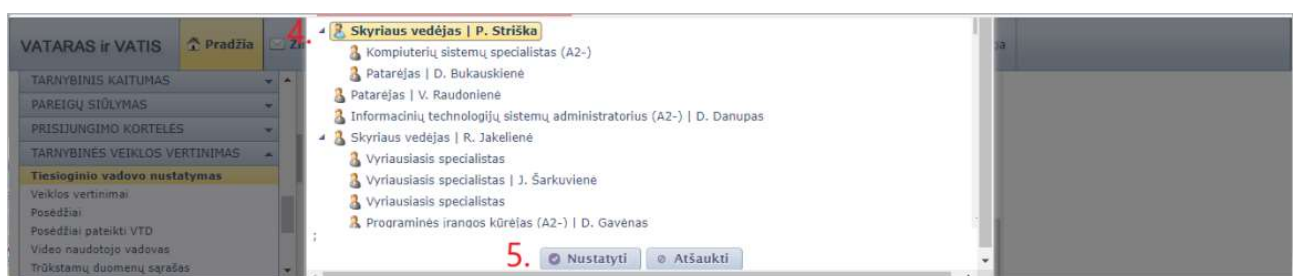 4.
Skyriaus vedėjas | P. Striška
VATARAS ir VATIS
Pradžia
Kompiuterių sistemų specialistas (A2-)
Patarėjas | D. Bukauskienė
TARNYBINIS KAITUMAS
Patarėjas | V. Raudonienė
PAREIGŲ SIŪLYMAS
Informacinių technologijų sistemų administratorius (A2-) | D. Danupas
PRISIJUNGIMO KORTELĖS
Skyriaus vedėjas | R. Jakelienė
TARNYBINĖS VEIKLOS VERTINIMAS
Vyriausiasis specialistas
Tiesioginio vadovo nustatymas
Vyriausiasis specialistas | J. Šarkuvienė
Veiklos vertinimai
Vyriausiasis specialistas
Posėdžiai
Programinės įrangos kūrėjas (A2-) | D. Gavėnas
Posėdžiai pateikti VTD
;
Video naudotojo vadovas
5.
Nustatyti
Atšaukti
Trūkstamų duomenų sąrašas